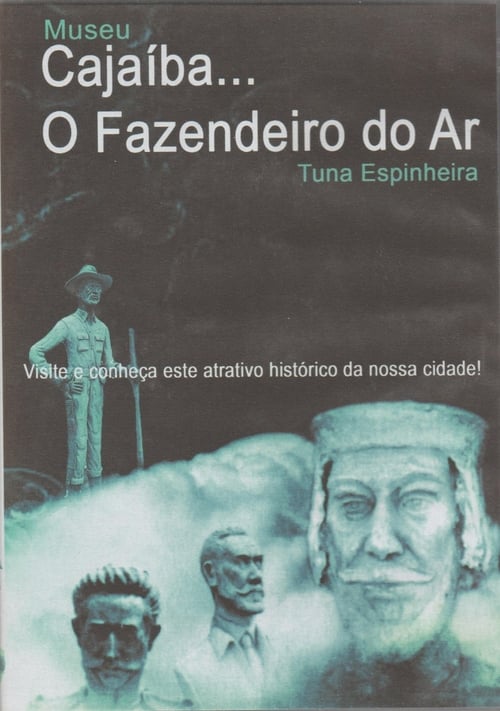 Museu
Cajaíba...
O Fazendeiro do Ar
Tuna Espinheira
Visite e conheça este atrativo histórico da nossa cidade!